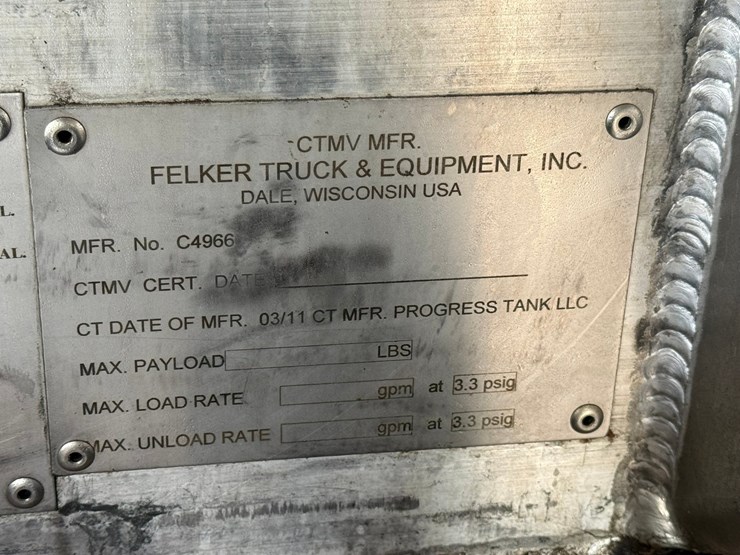 CTMV MFR.
FELKER TRUCK & EQUIPMENT, INC.
DALE, WISCONSIN USA
MFR. No. C4966
CTMV CERT. DATE
CT DATE OF MFR. 03/11 CT MFR. PROGRESS TANK LLC
MAX. PAYLOAD LBS
MAX. LOAD RATE gpm at 3.3 psig
MAX. UNLOAD RATE gpm at 3.3 psig
L.
AL.